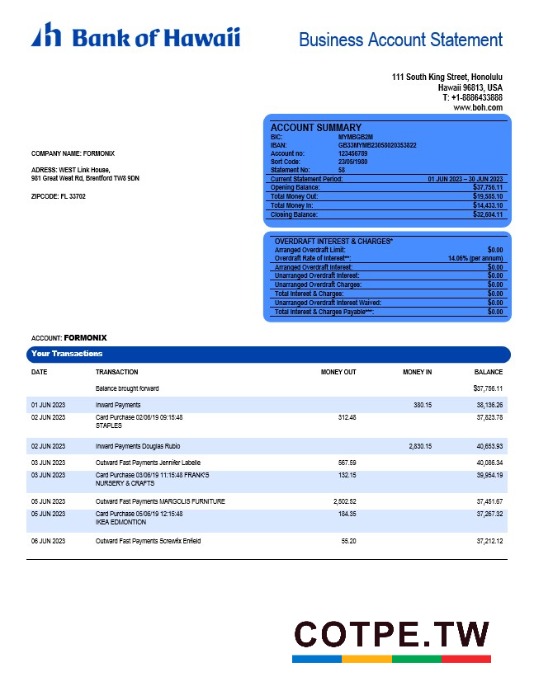 Bank of Hawaii
Business Account Statement
111 South King Street, Honolulu
Hawaii 96813, USA
T: +1-8886433888
www.boh.com
ACCOUNT SUMMARY
BIC: MYMBGB2M
IBAN: GB33MYMB23058020353822
Account no: 123456789
Sort Code: 23/06/1980
Statement No: 58
Current Statement Period: 01 JUN 2023 – 30 JUN 2023
Opening Balance: $37,756.11
Total Money Out: $19,585.10
Total Money In: $14,433.10
Closing Balance: $32,604.11
COMPANY NAME: FORMONIX
ADRESS: WEST Link House,
981 Great West Rd, Brentford TW8 9DN
ZIPCODE: FL 33702
OVERDRAFT INTEREST & CHARGES*
Arranged Overdraft Limit: $0.00
Overdraft Rate of Interest**: 14.06% (per annum)
Arranged Overdraft Interest: $0.00
Unarranged Overdraft Interest: $0.00
Unarranged Overdraft Charges: $0.00
Total Interest & Charges: $0.00
Unarranged Overdraft Interest Waived: $0.00
Total Interest & Charges Payable***: $0.00
ACCOUNT: FORMONIX
Your Transactions
DATE TRANSACTION MONEY OUT MONEY IN BALANCE
Balance brought forward $37,756.11
01 JUN 2023 Inward Payments 380.15 38,136.26
02 JUN 2023 Card Purchase 02/06/19 09:15:48 312.48 37,823.78
STAPLES
02 JUN 2023 Inward Payments Douglas Rubio 2,830.15 40,653.93
03 JUN 2023 Outward Fast Payments Jennifer Labelle 567.59 40,086.34
03 JUN 2023 Card Purchase 03/06/19 11:15:48 FRANK'S 132.15 39,954.19
NURSERY & CRAFTS
05 JUN 2023 Outward Fast Payments MARGOLIS FURNITURE 2,502.52 37,451.67
05 JUN 2023 Card Purchase 05/06/19 12:15:48 184.35 37,267.32
IKEA EDMONTION
06 JUN 2023 Outward Fast Payments Screwfix Enfield 55.20 37,212.12
COTPE.TW